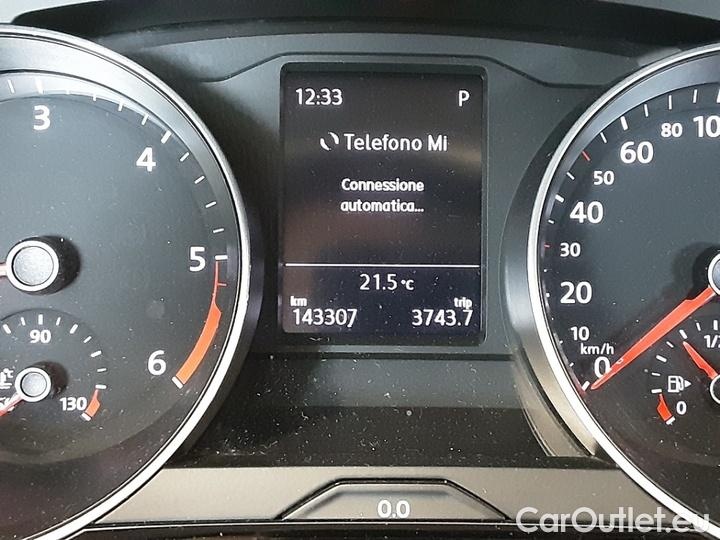 12:33 P
Telefono Mi
Connessione
automatica...
21.5 °C
km trip
143307 3743.7
3
4
5
6
90
130
°C
100
80
60
50
40
30
20
10
km/h
0
0
0.0
CarOutlet.eu